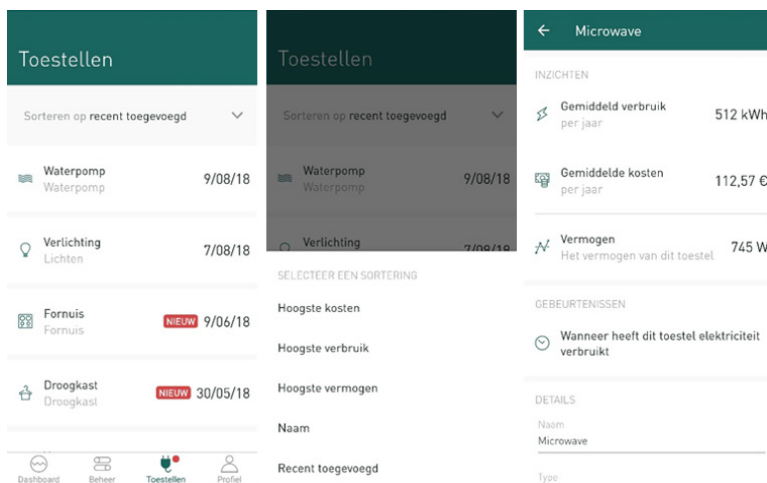 Toestellen
Sorteren op recent toegevoegd
Waterpomp 9/08/18
Waterpomp
Verlichting 7/08/18
Lichten
Fornuis NIEUW 9/06/18
Fornuis
Droogkast NIEUW 30/05/18
Droogkast
Dashboard Beheer Toestellen Profiel
Toestellen
Sorteren op recent toegevoegd
Waterpomp 9/08/18
Waterpomp
Verlichting 7/08/18
SELECTEER EEN SORTERING
Hoogste kosten
Hoogste verbruik
Hoogste vermogen
Naam
Recent toegevoegd
Microwave
INZICHTEN
Gemiddeld verbruik 512 kWh
per jaar
Gemiddelde kosten 112,57 €
per jaar
Vermogen 745 W
Het vermogen van dit toestel
GEBEURTENISSEN
Wanneer heeft dit toestel elektriciteit
verbruikt
DETAILS
Naam
Microwave
Type